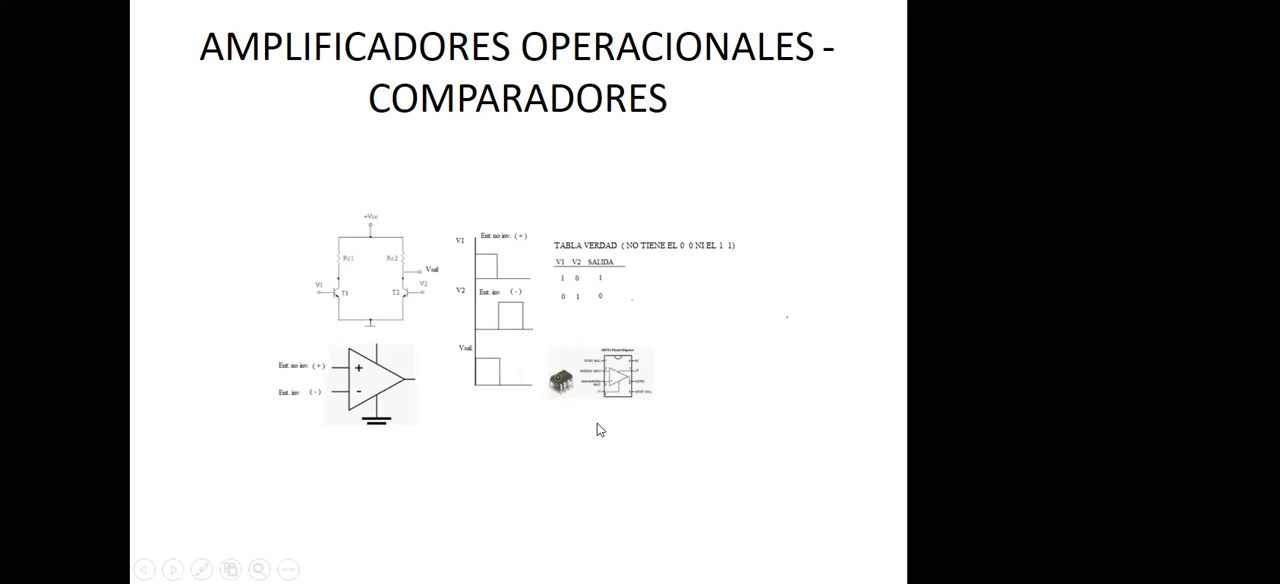 AMPLIFICADORES OPERACIONALES -
COMPARADORES
+Vcc
Rc1
Rc2
Vsal
V1
T1
T2
V2
Ent. no inv. (+)
+
Ent. inv (-)
-
V1
Ent. no inv. (+)
V2
Ent. inv (-)
Vsal
TABLA VERDAD ( NO TIENE EL 0 0 NI EL 1 1)
V1 V2 SALIDA
1 0 1
0 1 0